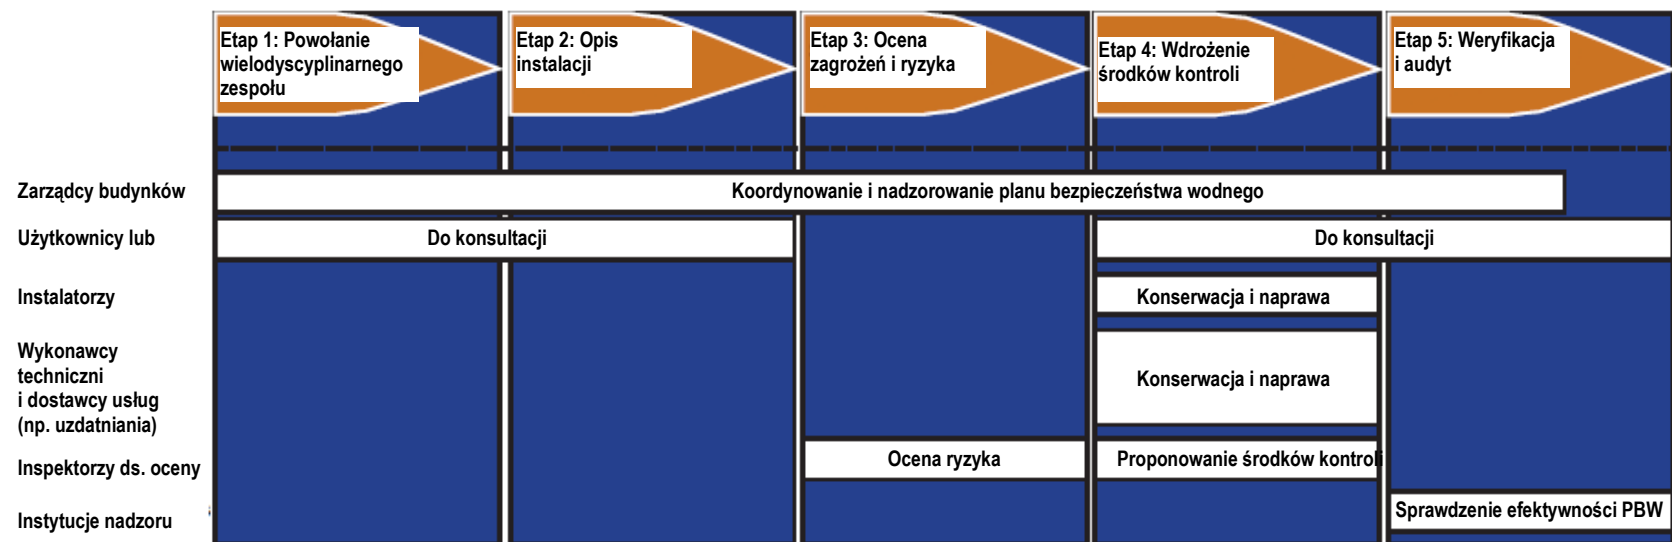 Etap 1: Powołanie
wielodyscyplinarnego
zespołu
Etap 2: Opis
instalacji
Etap 3: Ocena
zagrożeń i ryzyka
Etap 4: Wdrożenie
środków kontroli
Etap 5: Weryfikacja
i audyt
Zarządcy budynków
Koordynowanie i nadzorowanie planu bezpieczeństwa wodnego
Użytkownicy lub
Do konsultacji
Do konsultacji
Instalatorzy
Konserwacja i naprawa
Wykonawcy
techniczni
i dostawcy usług
(np. uzdatniania)
Konserwacja i naprawa
Inspektorzy ds. oceny
Ocena ryzyka
Proponowanie środków kontroli
Instytucje nadzoru
Sprawdzenie efektywności PBW